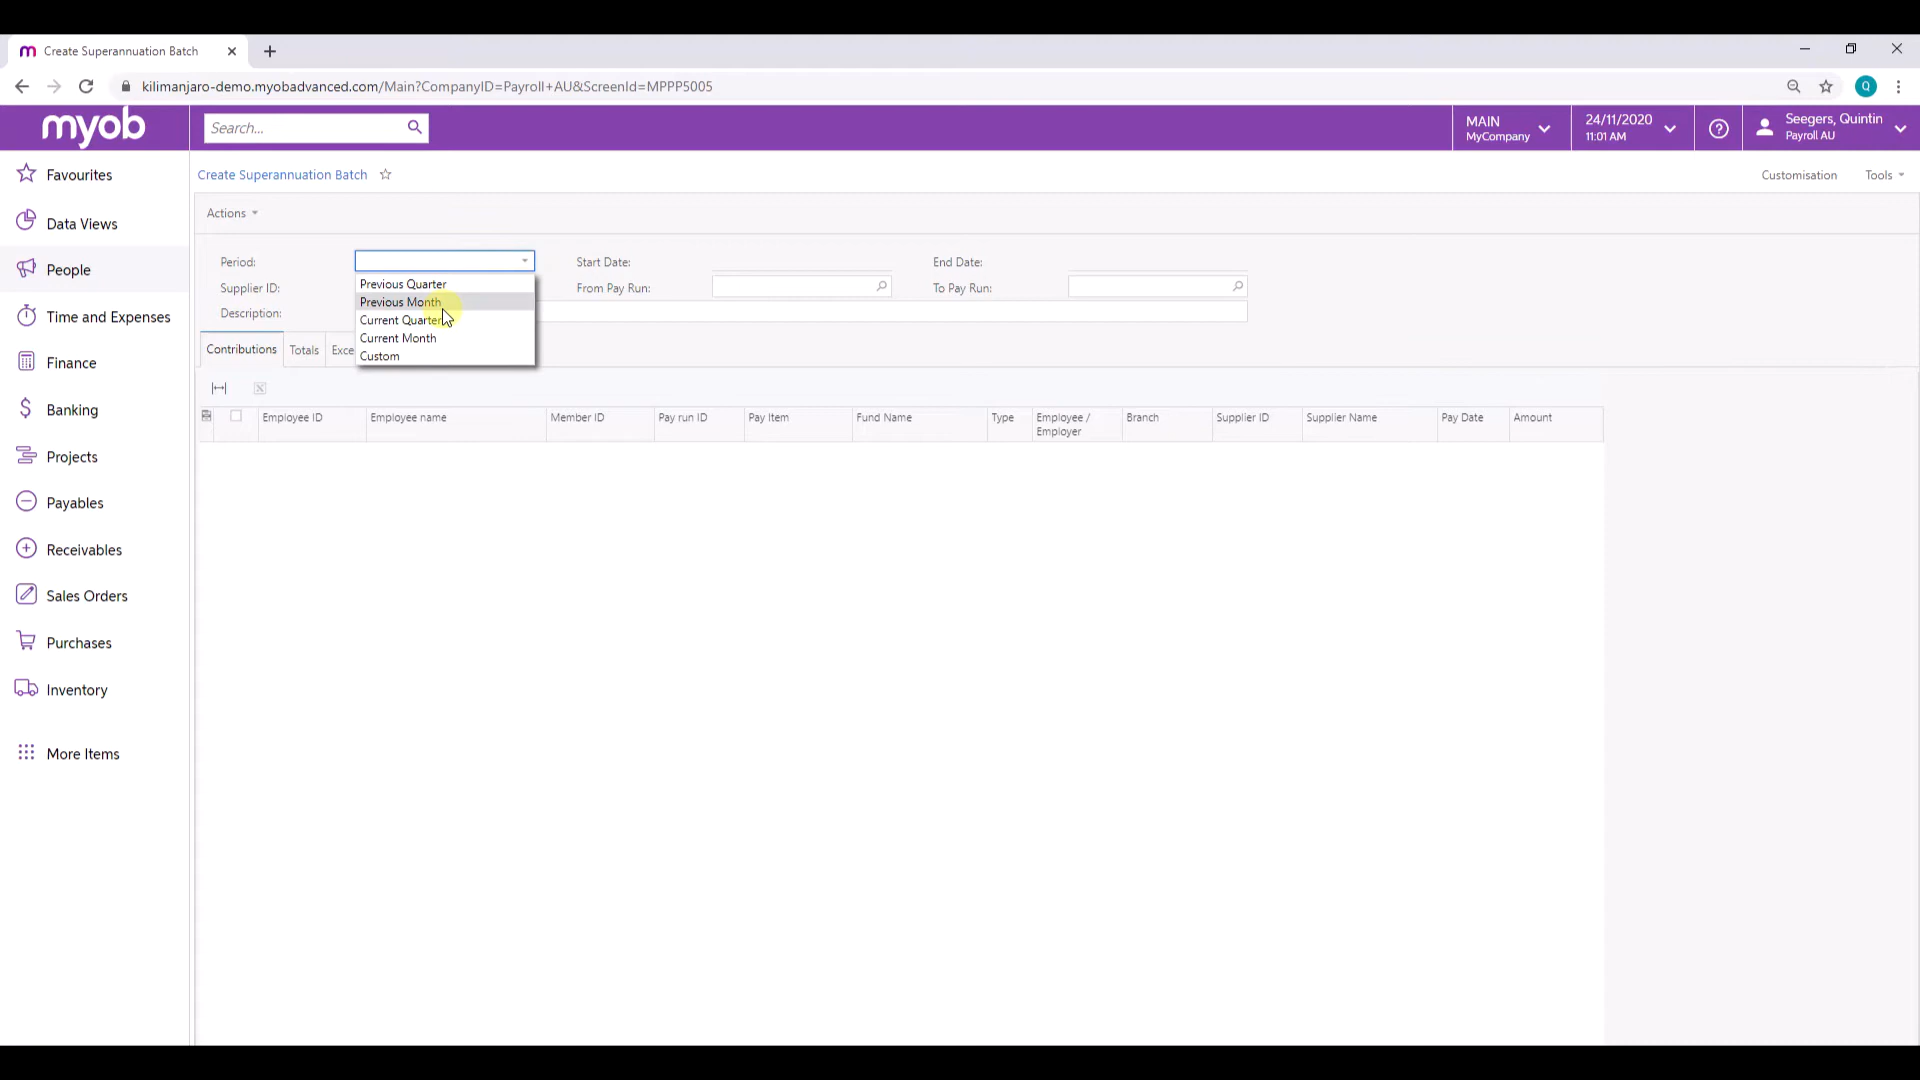 Create Superannuation Batch
kilimanjaro-demo.myobadvanced.com/Main?CompanyID=Payroll+AU&ScreenId=MPPP5005
Q
myob
Search...
MAIN
MyCompany
24/11/2020
11:01 AM
Seegers, Quintin
Payroll AU
Favourites
Data Views
People
Time and Expenses
Finance
Banking
Projects
Payables
Receivables
Sales Orders
Purchases
Inventory
More Items
Create Superannuation Batch
Customisation
Tools
Actions
Period:
Start Date:
End Date:
Supplier ID:
From Pay Run:
To Pay Run:
Description:
Previous Quarter
Previous Month
Current Quarter
Current Month
Custom
Contributions
Totals
Exce
Employee ID
Employee name
Member ID
Pay run ID
Pay Item
Fund Name
Type
Employee /
Employer
Branch
Supplier ID
Supplier Name
Pay Date
Amount